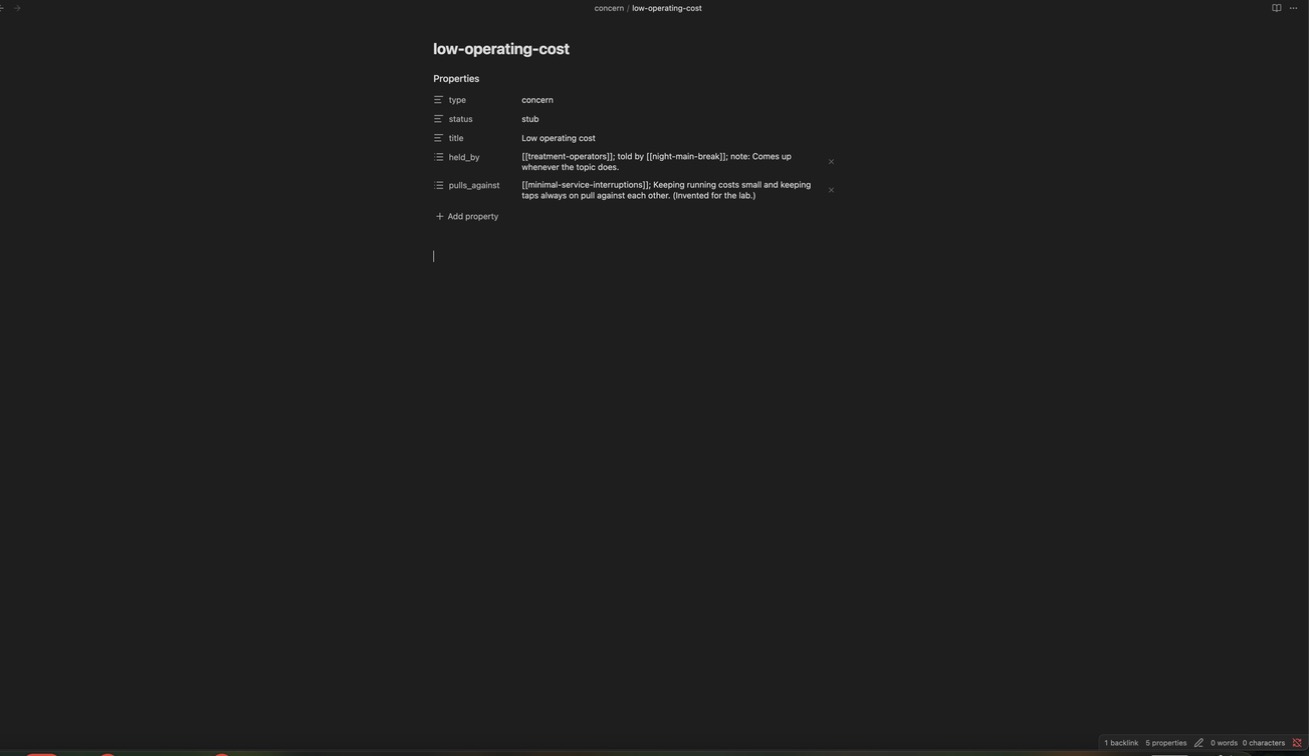 concern / low-operating-cost
low-operating-cost
Properties
type concern
status stub
title Low operating cost
held_by [[treatment-operators]]; told by [[night-main-break]]; note: Comes up
whenever the topic does.
pulls_against [[minimal-service-interruptions]]; Keeping running costs small and keeping
taps always on pull against each other. (Invented for the lab.)
Add property
1 backlink 5 properties 0 words 0 characters